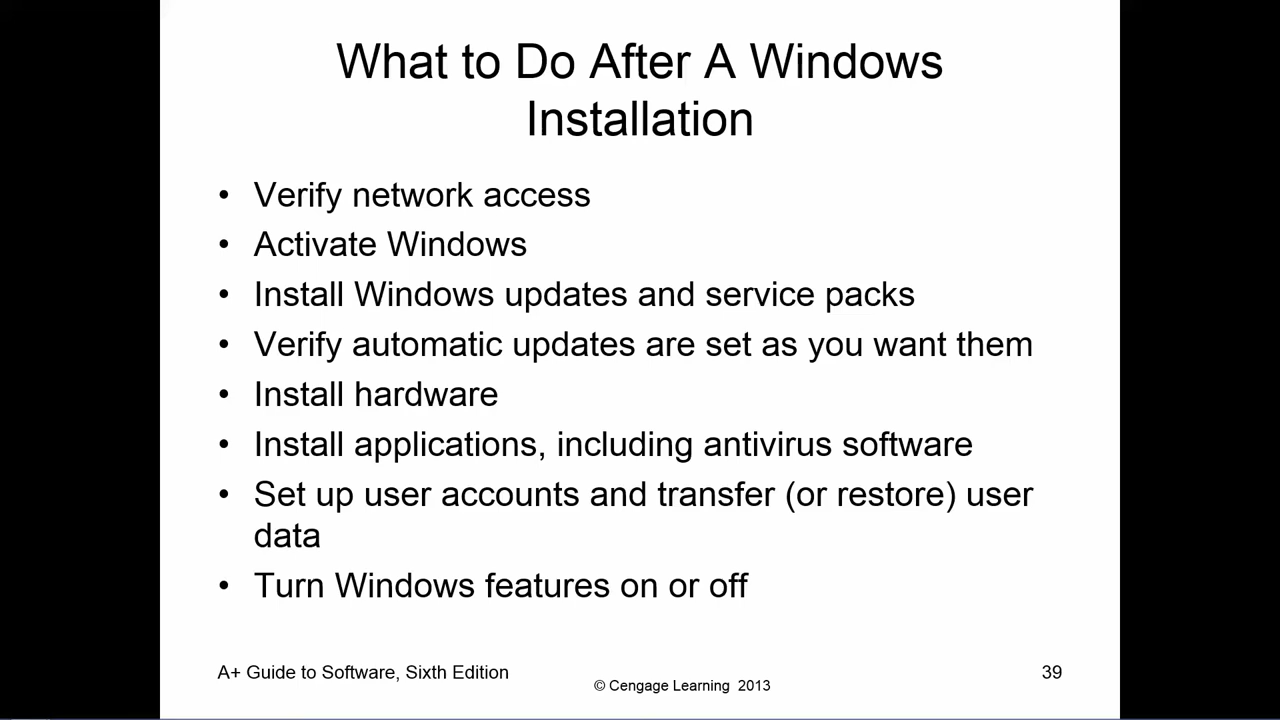 What to Do After A Windows
Installation
• Verify network access
• Activate Windows
• Install Windows updates and service packs
• Verify automatic updates are set as you want them
• Install hardware
• Install applications, including antivirus software
• Set up user accounts and transfer (or restore) user
data
• Turn Windows features on or off
A+ Guide to Software, Sixth Edition
© Cengage Learning 2013
39